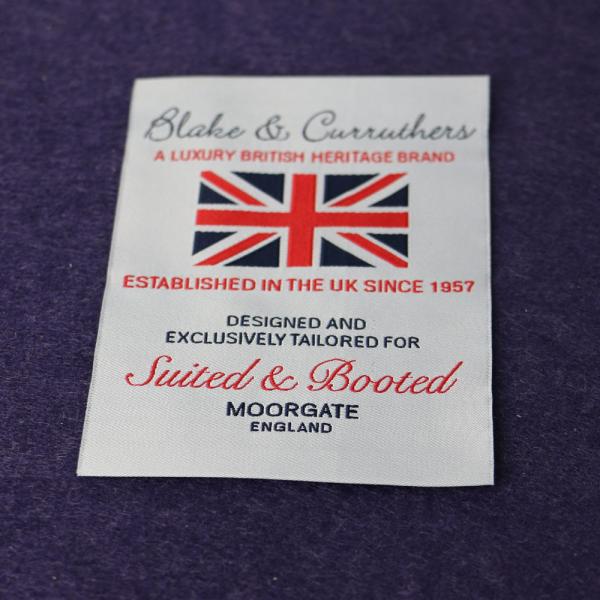 Blake & Curruthers
A LUXURY BRITISH HERITAGE BRAND
ESTABLISHED IN THE UK SINCE 1957
DESIGNED AND
EXCLUSIVELY TAILORED FOR
Suited & Booted
MOORGATE
ENGLAND